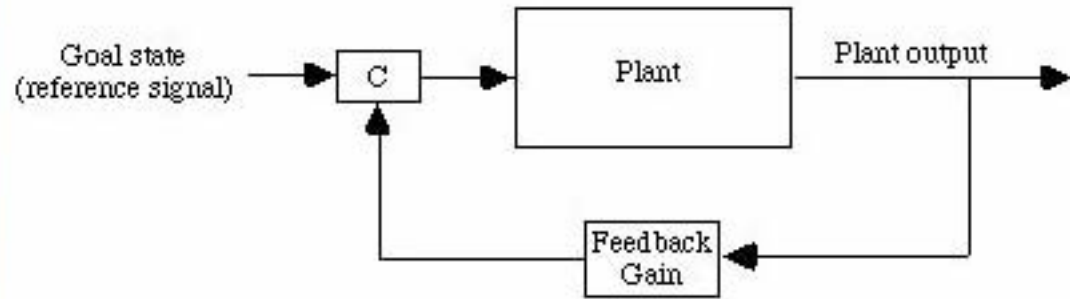 Goal state
(reference signal)
C
Plant
Plant output
Feedback
Gain